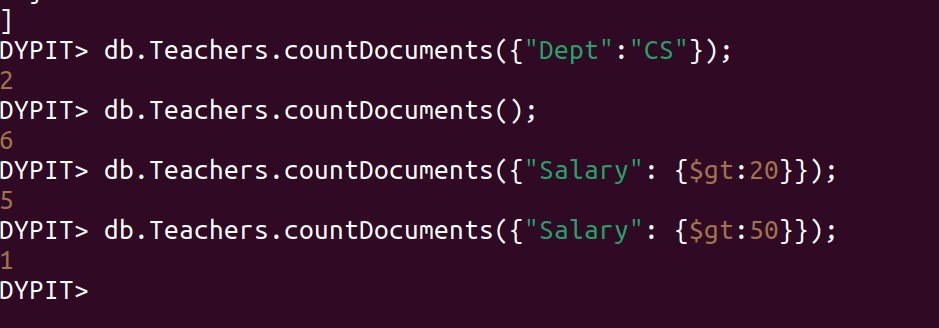 ]
DYPIT> db.Teachers.countDocuments({"Dept":"CS"});
2
DYPIT> db.Teachers.countDocuments();
6
DYPIT> db.Teachers.countDocuments({"Salary": {$gt:20}});
5
DYPIT> db.Teachers.countDocuments({"Salary": {$gt:50}});
1
DYPIT>